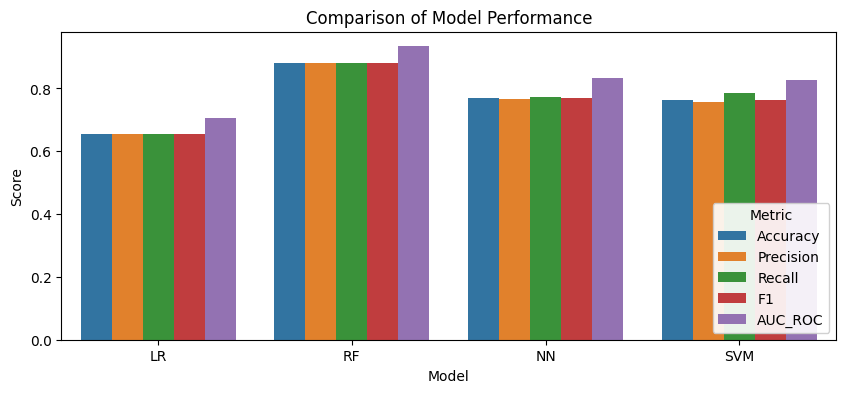 Comparison of Model Performance
Score
0.8
0.6
0.4
0.2
0.0
LR
RF
NN
SVM
Model
Metric
Accuracy
Precision
Recall
F1
AUC_ROC